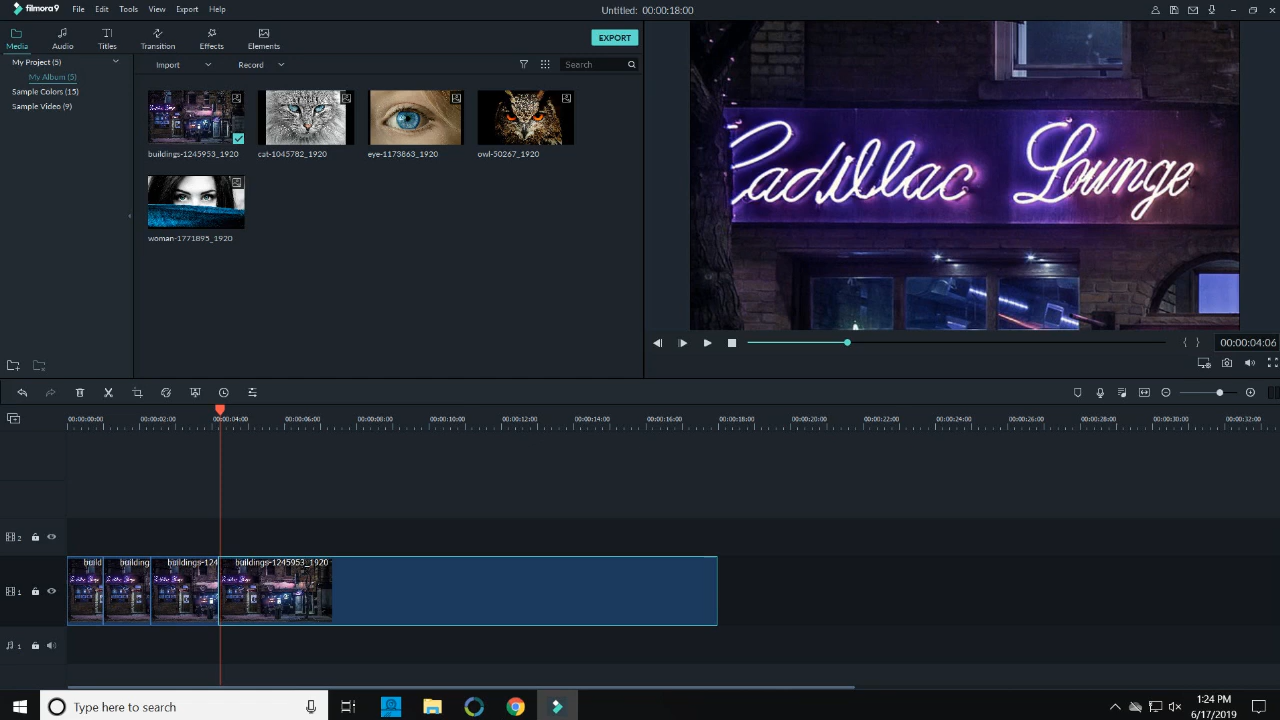 filmora9 File Edit Tools View Export Help Untitled: 00:00:18:00
Media Audio Titles Transition Effects Elements EXPORT
My Project (5) Import Record Search
My Album (5)
Sample Colors (15)
Sample Video (9)
buildings-1245953_1920 cat-1045782_1920 eye-1173863_1920 owl-50267_1920
woman-1771895_1920
Cadillac Lounge
{ } 00:00:04:06
00:00:00:00 00:00:02:00 00:00:04:00 00:00:06:00 00:00:08:00 00:00:10:00 00:00:12:00 00:00:14:00 00:00:16:00 00:00:18:00 00:00:20:00 00:00:22:00 00:00:24:00 00:00:26:00 00:00:28:00 00:00:30:00 00:00:32:00
2
build building buildings-124 buildings-1245953_1920
1
1
Type here to search 1:24 PM
6/17/2019